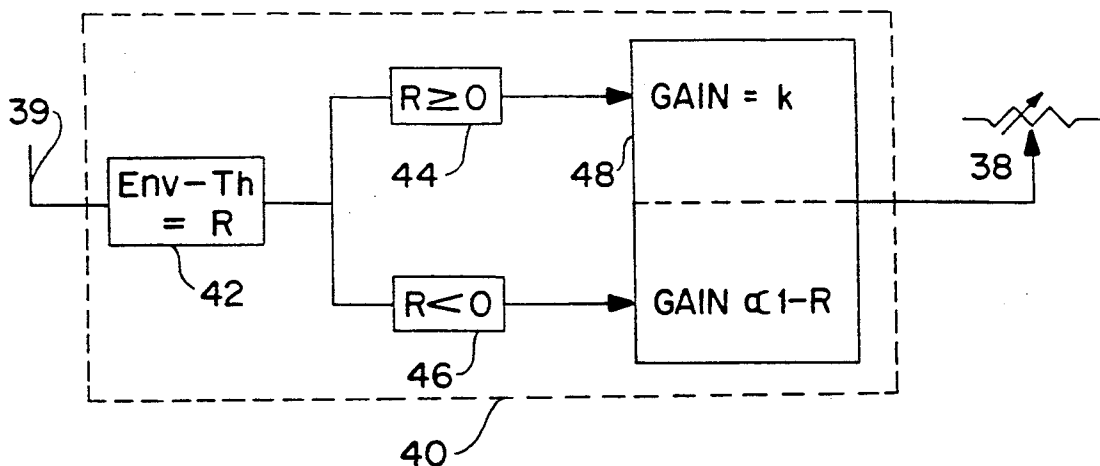 39
R ≥ 0
44
GAIN = k
48
38
Env-Th
= R
42
R < 0
46
GAIN ∝ 1-R
40